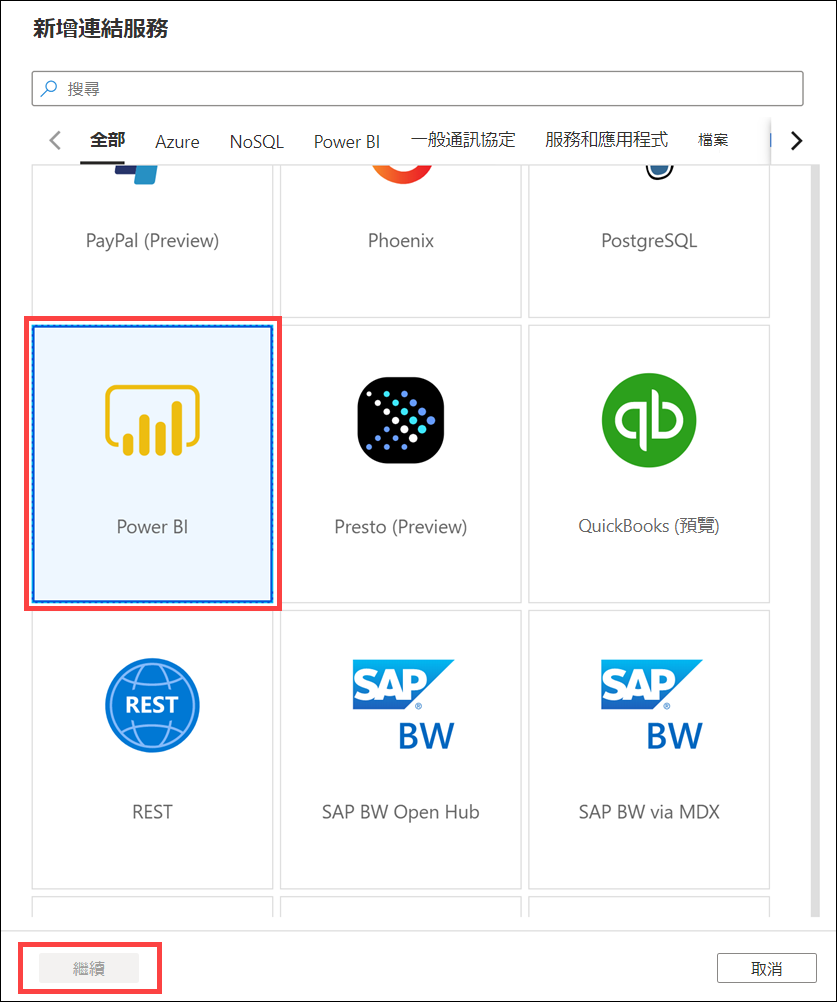 新增連結服務
搜尋
全部 Azure NoSQL Power BI 一般通訊協定 服務和應用程式 檔案
PayPal (Preview) Phoenix PostgreSQL
qb
Power BI Presto (Preview) QuickBooks (預覽)
REST SAP BW SAP BW
REST SAP BW Open Hub SAP BW via MDX
繼續 取消